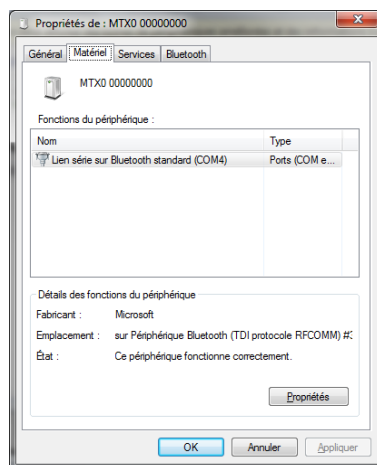 Propriétés de : MTX0 00000000
Général Matériel Services Bluetooth
MTX0 00000000
Fonctions du périphérique :
Nom Type
Lien série sur Bluetooth standard (COM4) Ports (COM e...
Détails des fonctions du périphérique
Fabricant : Microsoft
Emplacement : sur Périphérique Bluetooth (TDI protocole RFCOMM) #
État : Ce périphérique fonctionne correctement.
Propriétés
OK Annuler Appliquer